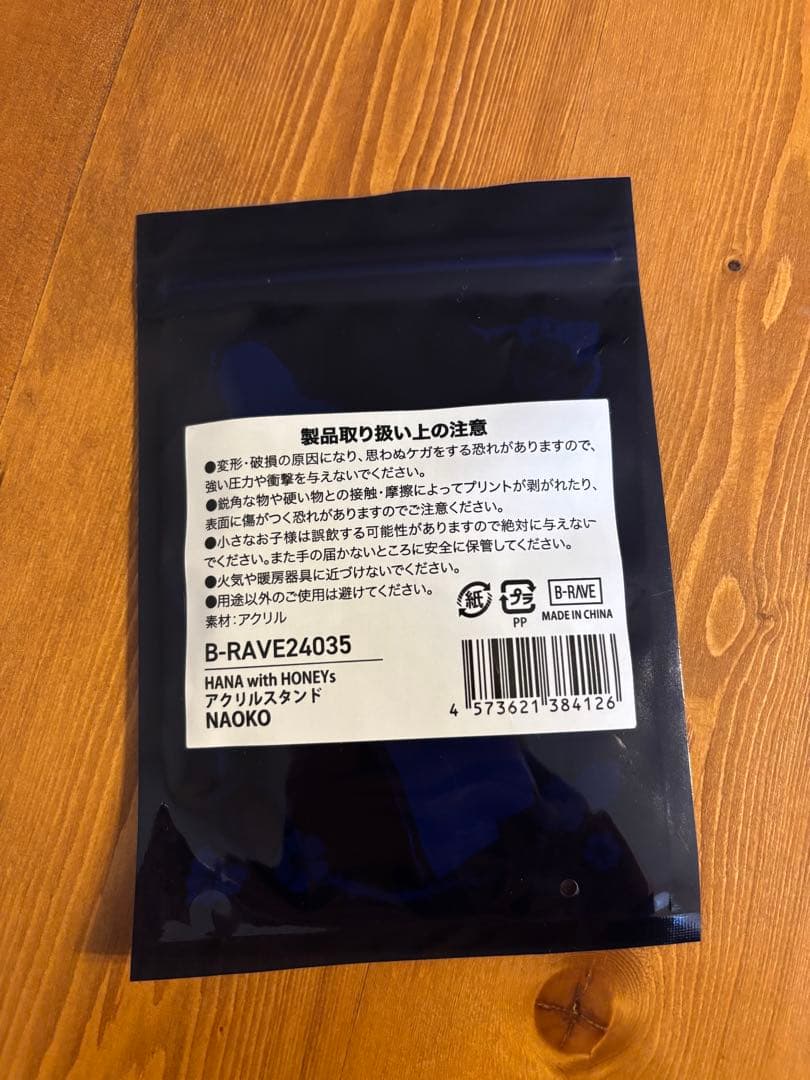 製品取り扱い上の注意
●変形・破損の原因になり、思わぬケガをする恐れがありますので、
強い圧力や衝撃を与えないでください。
●鋭角な物や硬い物との接触・摩擦によってプリントが剥がれたり、
表面に傷がつく恐れがありますのでご注意ください。
●小さなお子様は誤飲する可能性がありますので絶対に与えない
でください。また手の届かないところに安全に保管してください。
●火気や暖房器具に近づけないでください。
●用途以外のご使用は避けてください。
素材：アクリル
紙 プラ B-RAVE
PP MADE IN CHINA
B-RAVE24035
HANA with HONEYs
アクリルスタンド
NAOKO
4 573621 384126